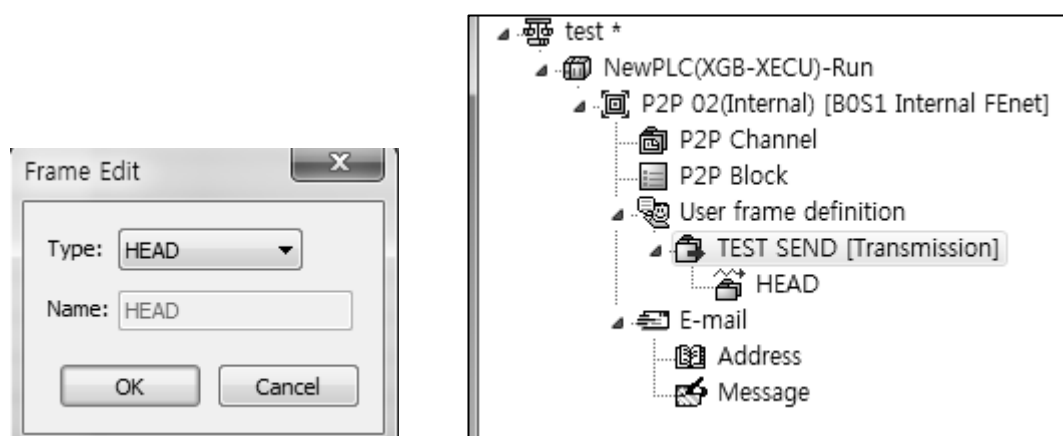 Frame Edit
Type: HEAD
Name: HEAD
OK Cancel
test *
NewPLC(XGB-XECU)-Run
P2P 02(Internal) [B0S1 Internal FEnet]
P2P Channel
P2P Block
User frame definition
TEST SEND [Transmission]
HEAD
E-mail
Address
Message